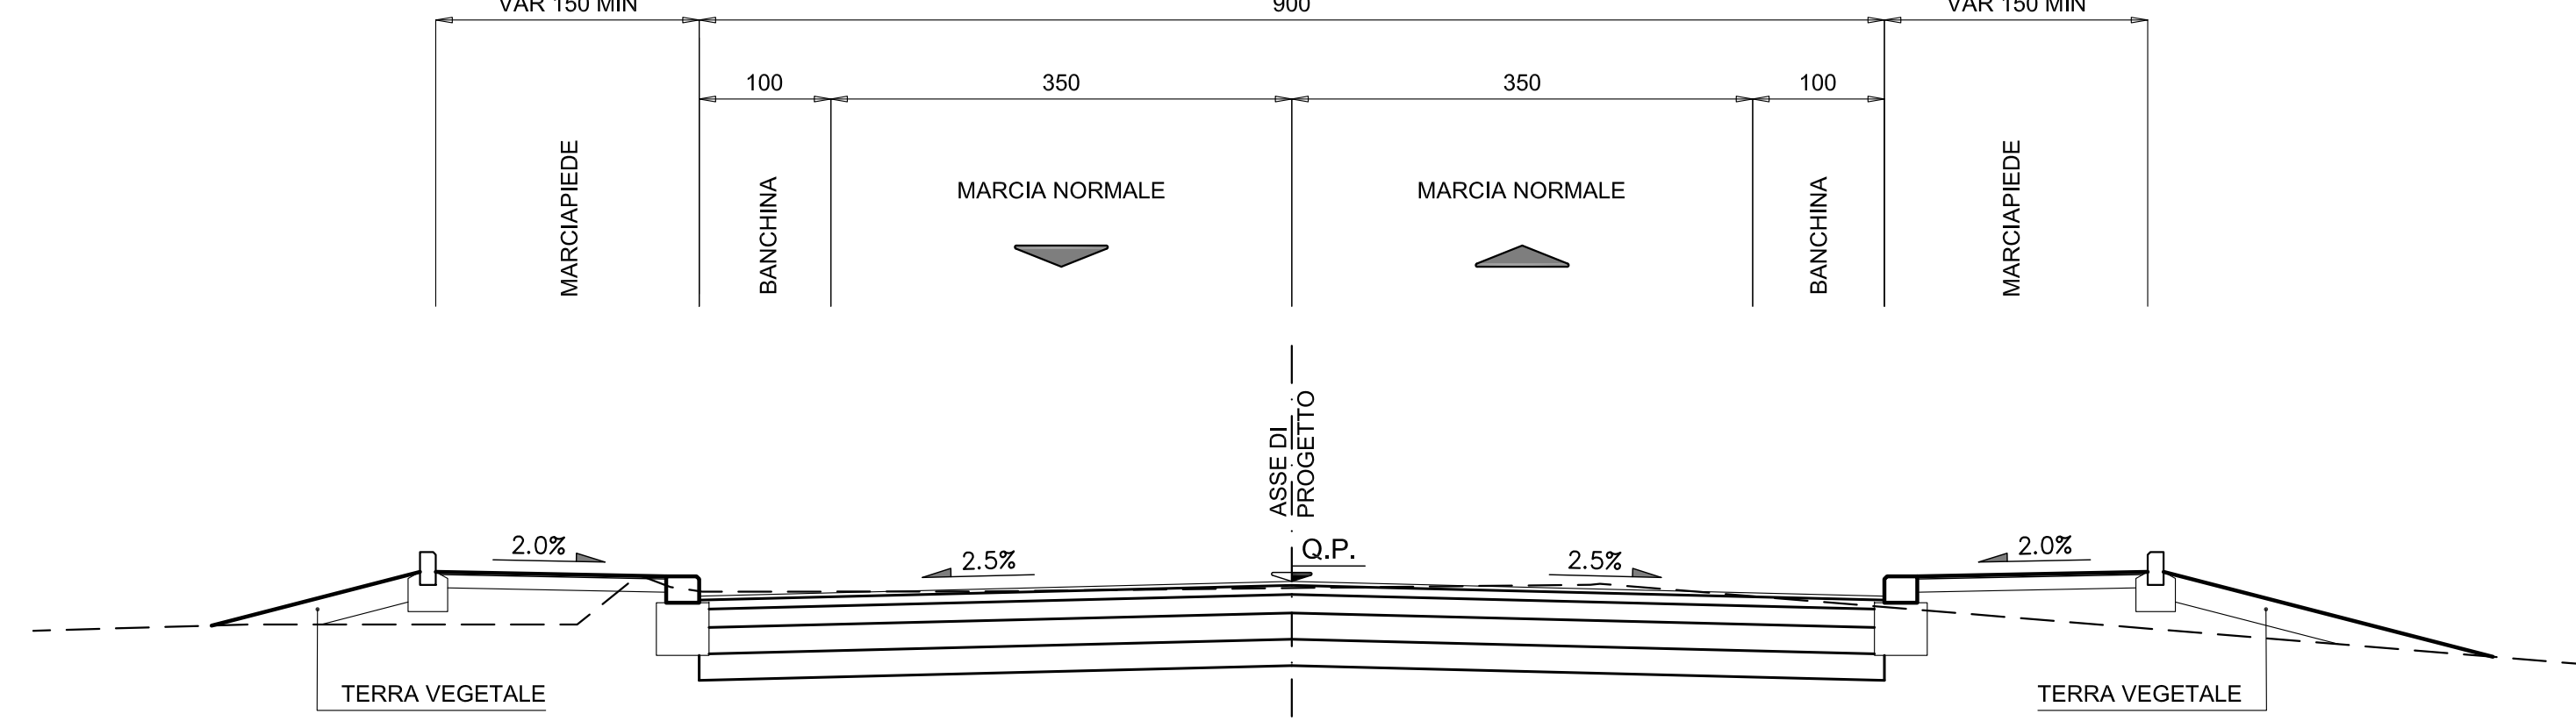 VAR 150 MIN
900
VAR 150 MIN
100
350
350
100
MARCIAPIEDE
BANCHINA
MARCIA NORMALE
MARCIA NORMALE
BANCHINA
MARCIAPIEDE
ASSE DI
PROGETTO
2.0%
2.5%
Q.P.
2.5%
2.0%
TERRA VEGETALE
TERRA VEGETALE